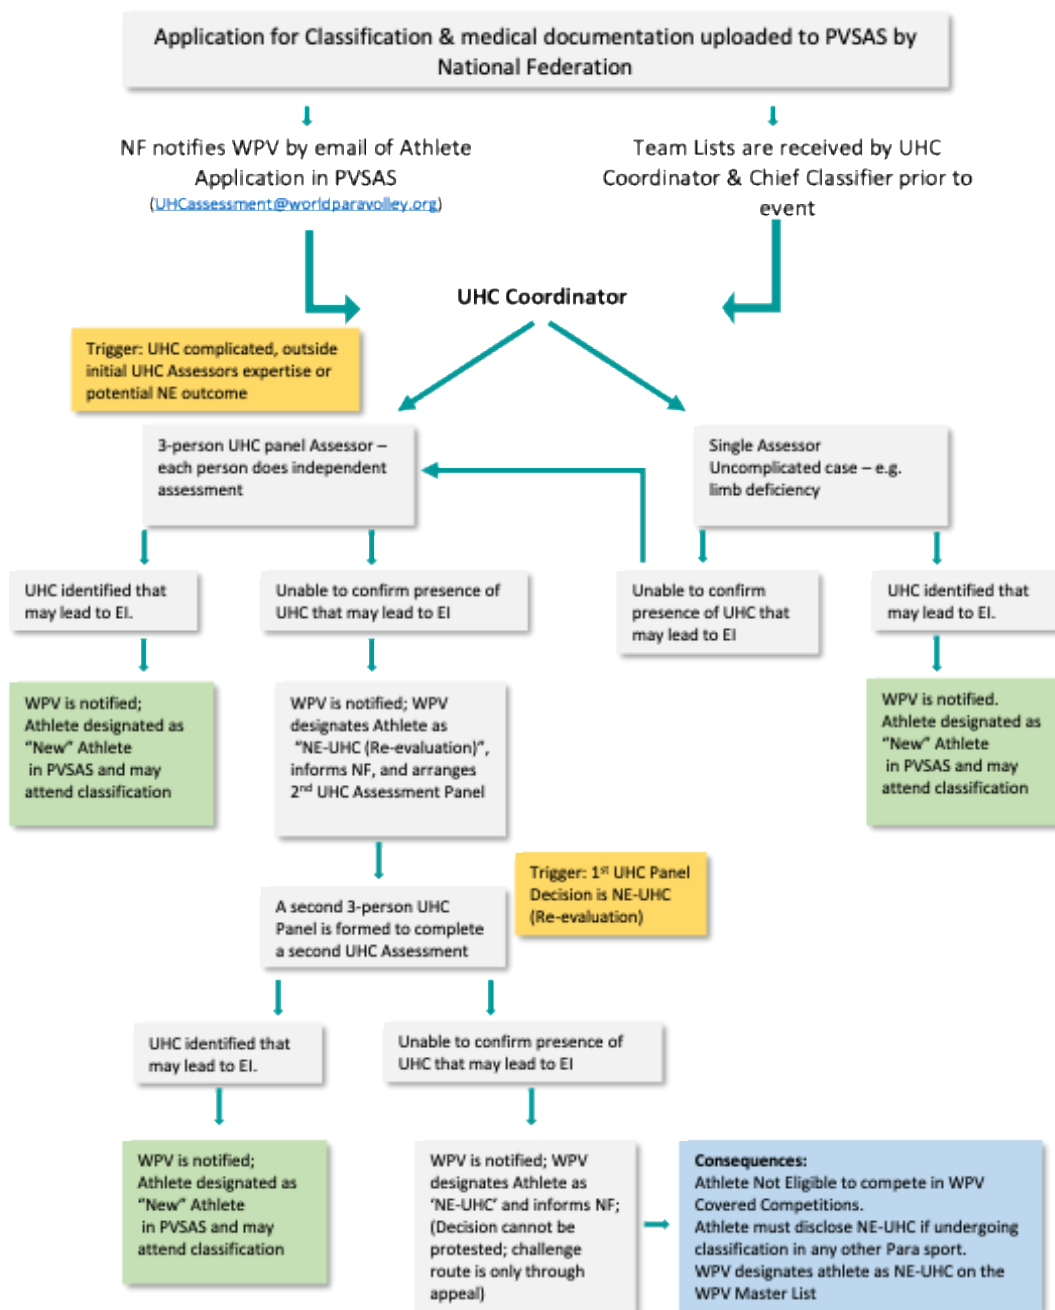 Application for Classification & medical documentation uploaded to PVSAS by
National Federation
NF notifies WPV by email of Athlete
Application in PVSAS
(UHCassessment@worldparavolley.org)
Team Lists are received by UHC
Coordinator & Chief Classifier prior to
event
UHC Coordinator
Trigger: UHC complicated, outside
initial UHC Assessors expertise or
potential NE outcome
3-person UHC panel Assessor –
each person does independent
assessment
Single Assessor
Uncomplicated case – e.g.
limb deficiency
UHC identified that
may lead to EI.
Unable to confirm presence of
UHC that may lead to EI
Unable to confirm
presence of UHC that
may lead to EI
UHC identified that
may lead to EI.
WPV is notified;
Athlete designated as
“New” Athlete
in PVSAS and may
attend classification
WPV is notified; WPV
designates Athlete as
“NE-UHC (Re-evaluation)”,
informs NF, and arranges
2nd UHC Assessment Panel
WPV is notified.
Athlete designated as
“New” Athlete
in PVSAS and may
attend classification
Trigger: 1st UHC Panel
Decision is NE-UHC
(Re-evaluation)
A second 3-person UHC
Panel is formed to complete
a second UHC Assessment
UHC identified that
may lead to EI.
Unable to confirm presence of
UHC that may lead to EI
WPV is notified;
Athlete designated as
“New” Athlete
in PVSAS and may
attend classification
WPV is notified; WPV
designates Athlete as
‘NE-UHC’ and informs NF;
(Decision cannot be
protested; challenge
route is only through
appeal)
Consequences:
Athlete Not Eligible to compete in WPV
Covered Competitions.
Athlete must disclose NE-UHC if undergoing
classification in any other Para sport.
WPV designates athlete as NE-UHC on the
WPV Master List